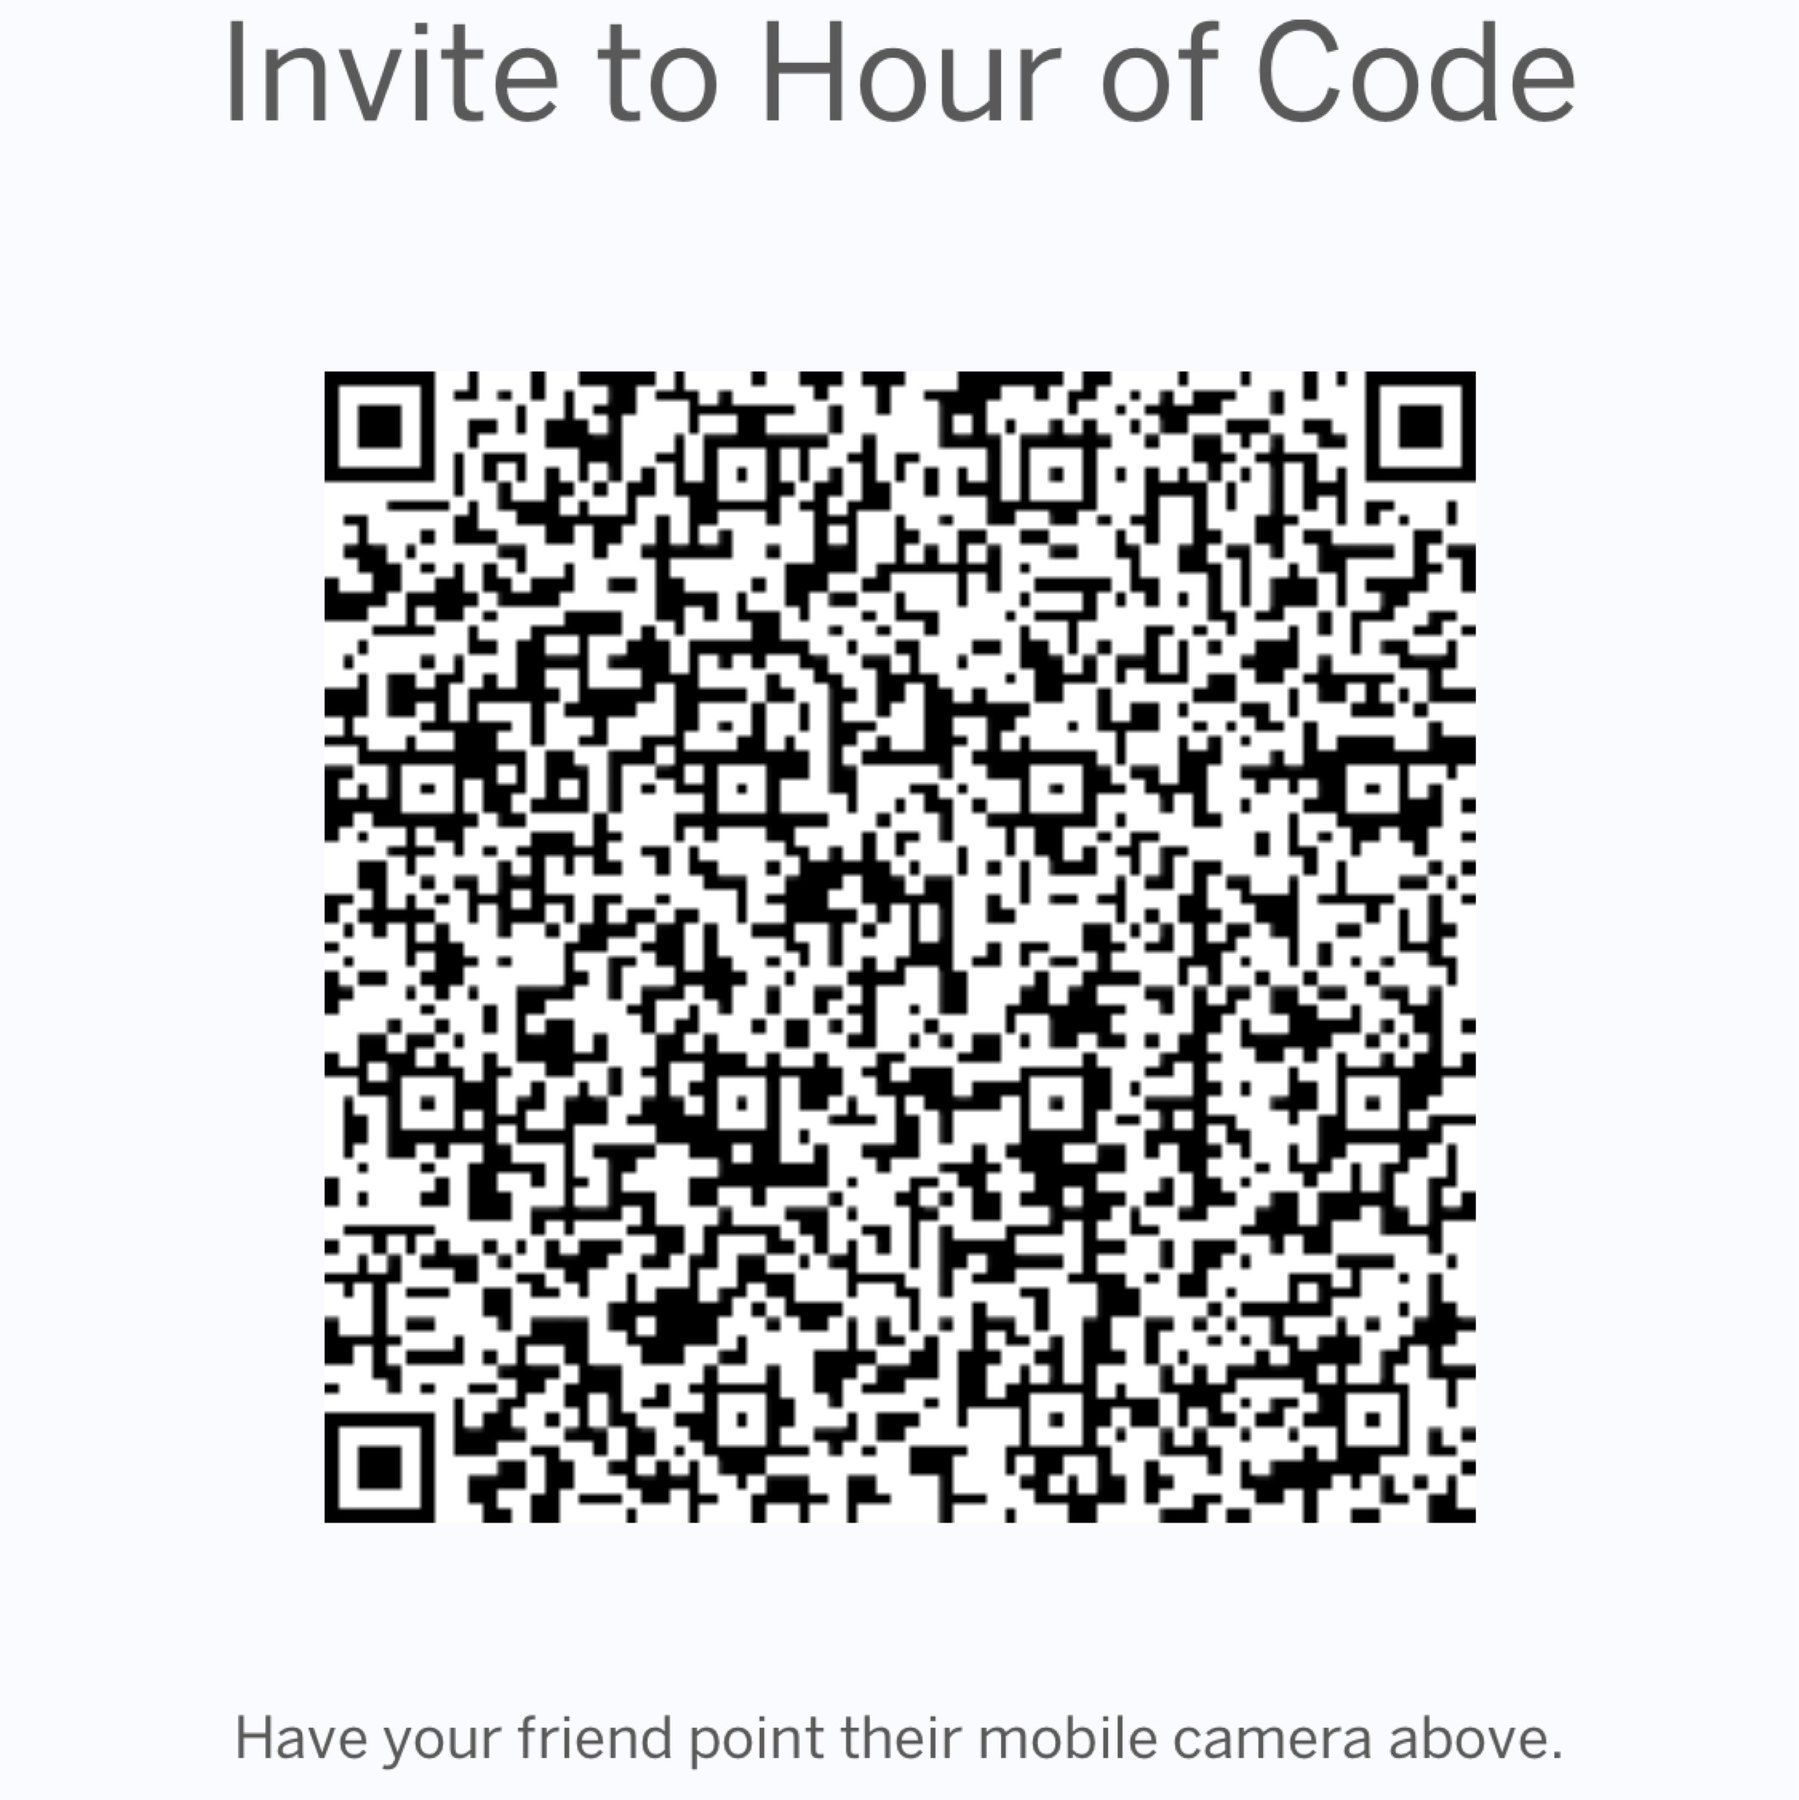 Invite to Hour of Code
Have your friend point their mobile camera above.